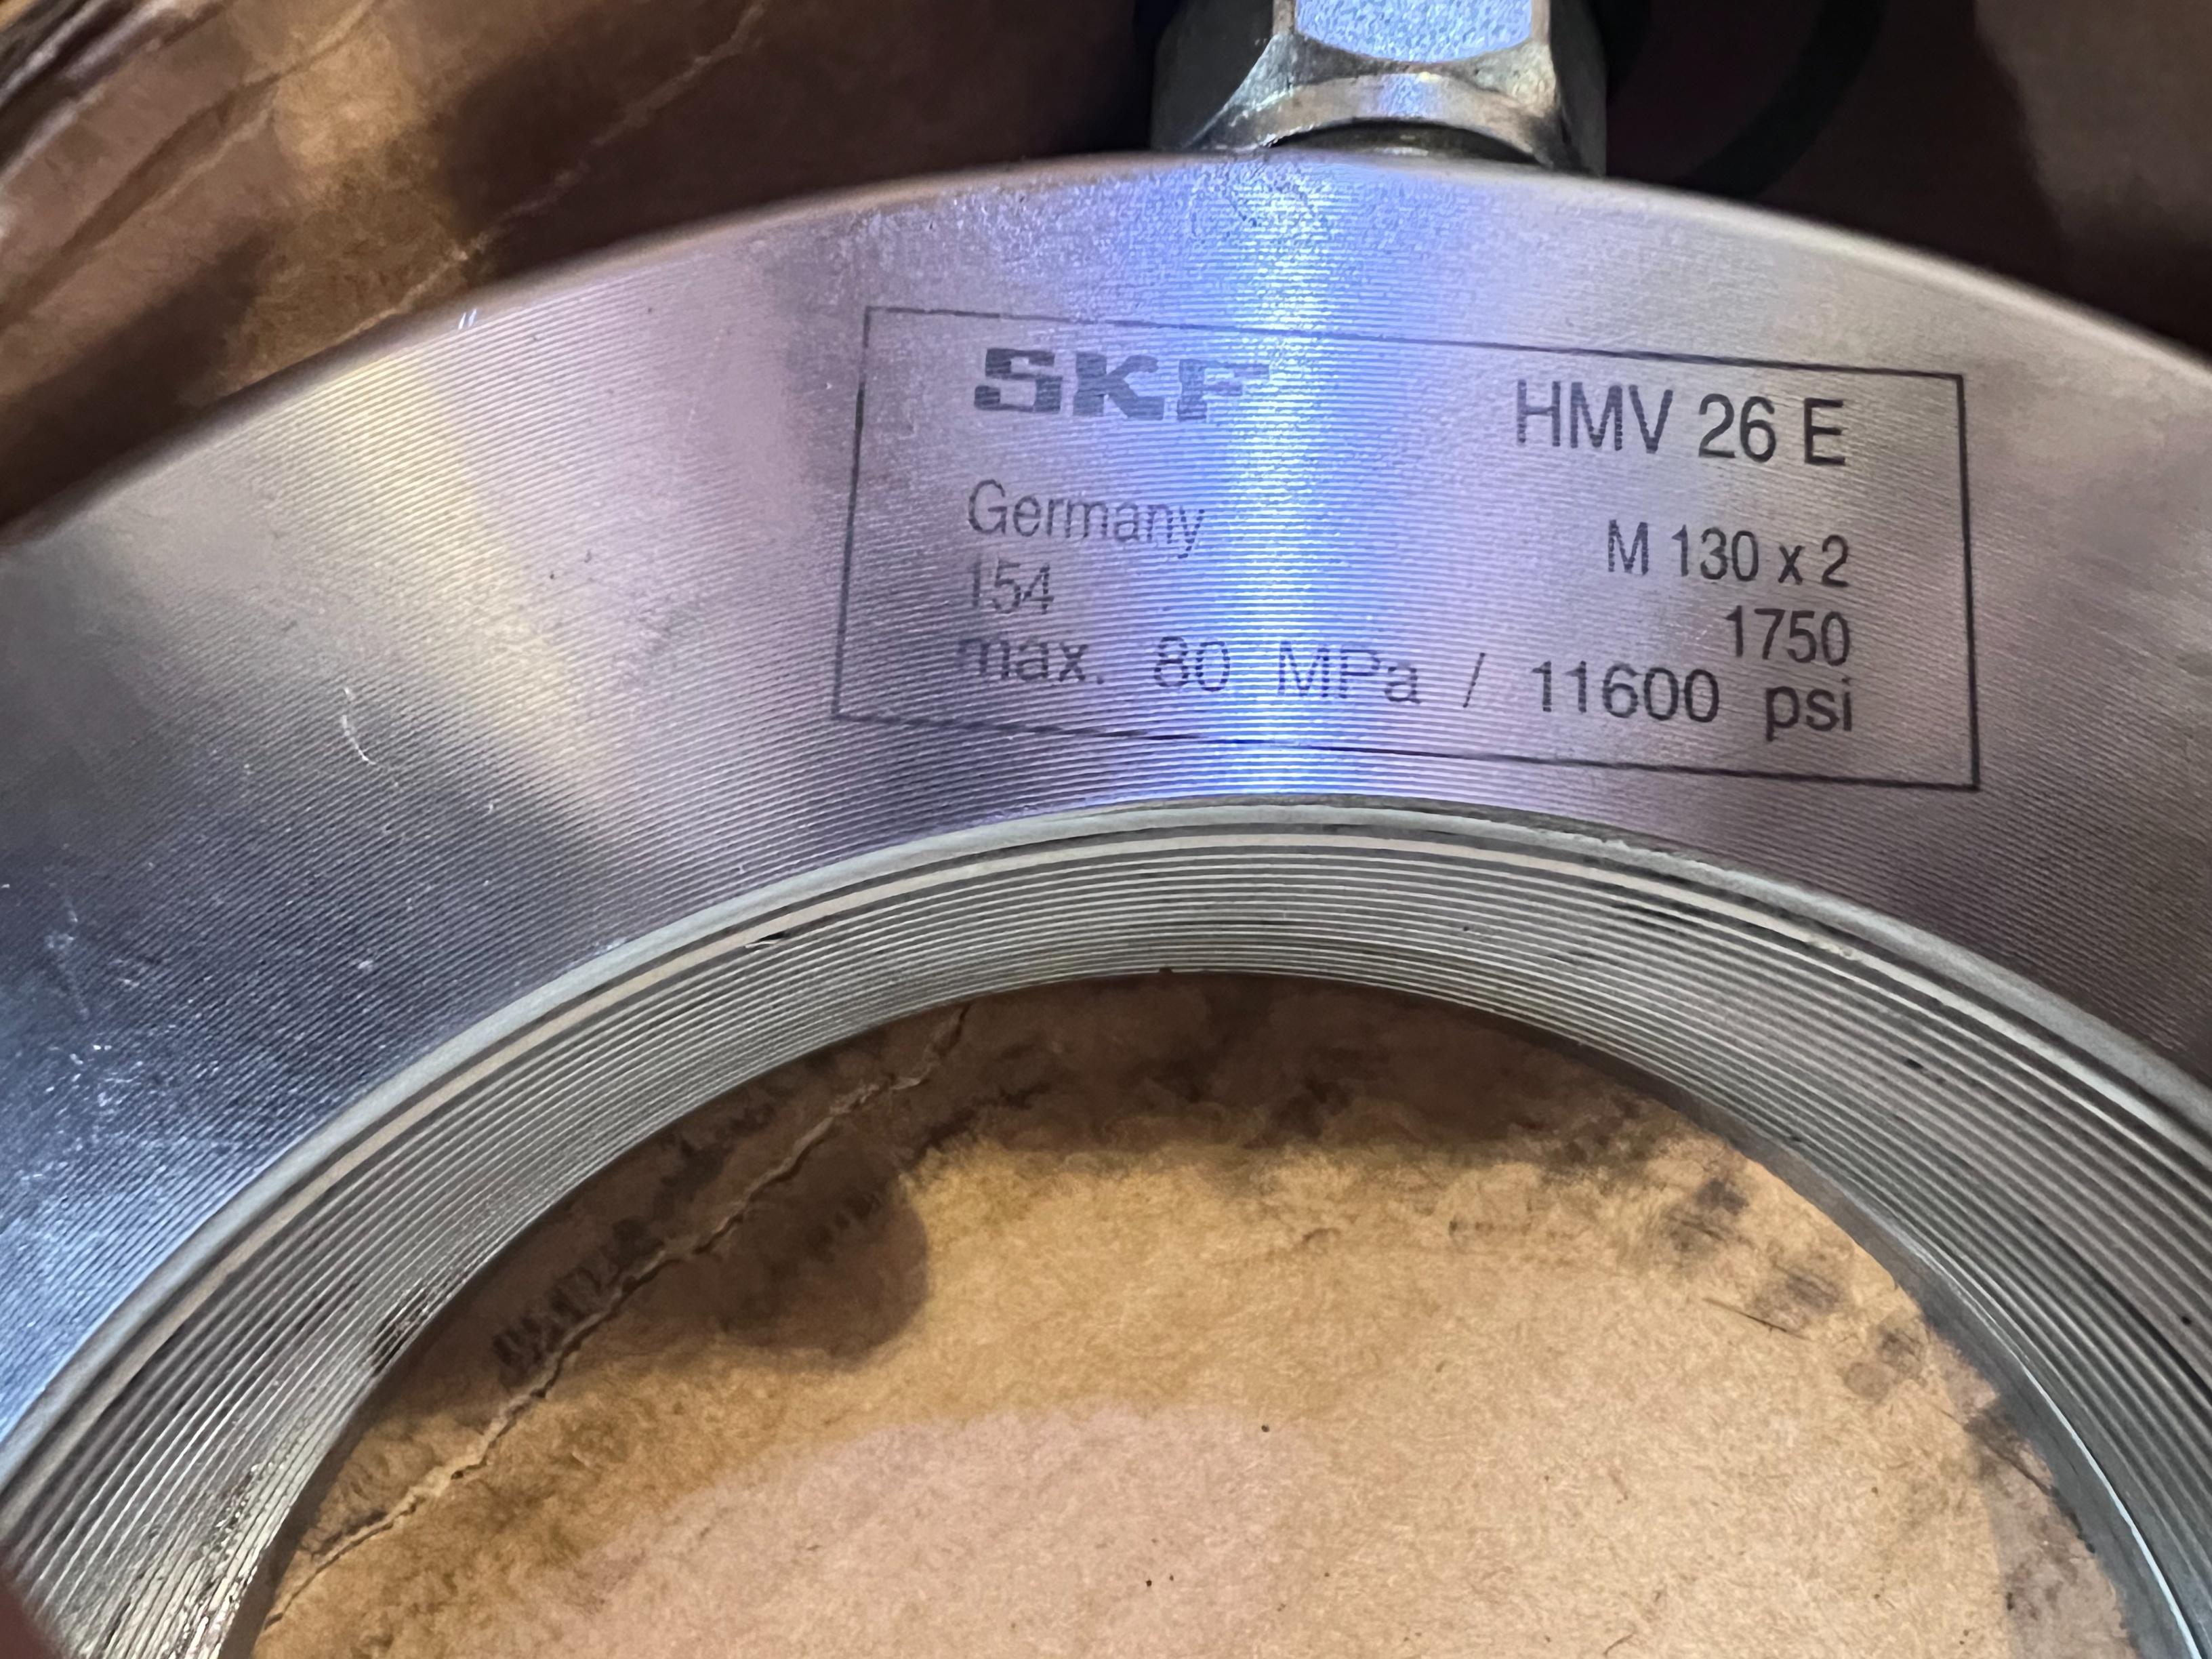 SKF HMV 26 E
Germany M 130 x 2
154 1750
max. 80 MPa / 11600 psi